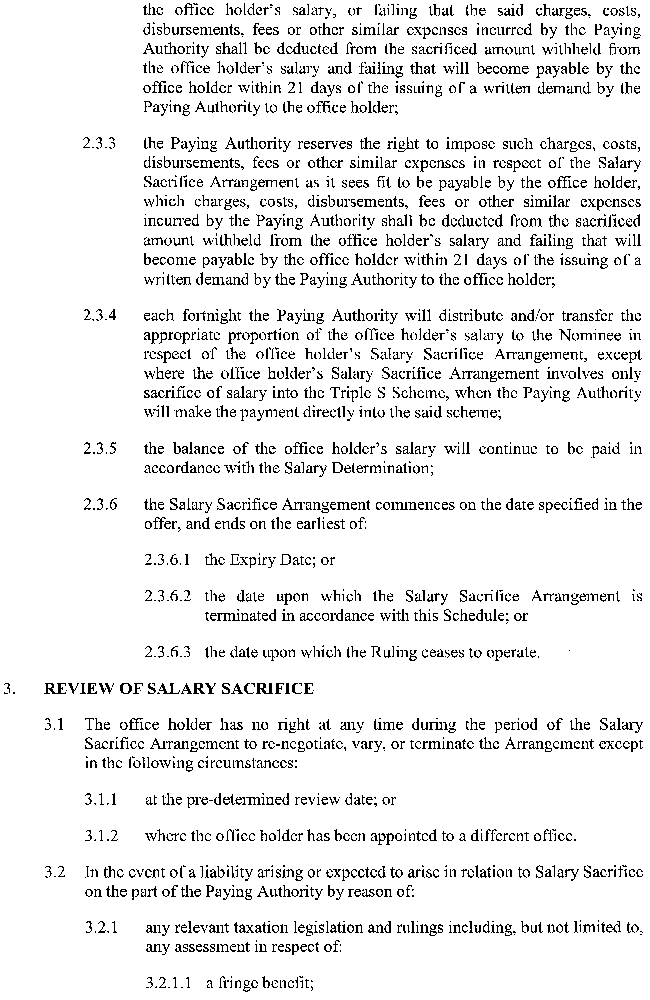 the office holder's salary, or failing that the said charges, costs,
disbursements, fees or other similar expenses incurred by the Paying
Authority shall be deducted from the sacrificed amount withheld from
the office holder's salary and failing that will become payable by the
office holder within 21 days of the issuing of a written demand by the
Paying Authority to the office holder;
2.3.3 the Paying Authority reserves the right to impose such charges, costs,
disbursements, fees or other similar expenses in respect of the Salary
Sacrifice Arrangement as it sees fit to be payable by the office holder,
which charges, costs, disbursements, fees or other similar expenses
incurred by the Paying Authority shall be deducted from the sacrificed
amount withheld from the office holder's salary and failing that will
become payable by the office holder within 21 days of the issuing of a
written demand by the Paying Authority to the office holder;
2.3.4 each fortnight the Paying Authority will distribute and/or transfer the
appropriate proportion of the office holder's salary to the Nominee in
respect of the office holder's Salary Sacrifice Arrangement, except
where the office holder's Salary Sacrifice Arrangement involves only
sacrifice of salary into the Triple S Scheme, when the Paying Authority
will make the payment directly into the said scheme;
2.3.5 the balance of the office holder's salary will continue to be paid in
accordance with the Salary Determination;
2.3.6 the Salary Sacrifice Arrangement commences on the date specified in the
offer, and ends on the earliest of:
2.3.6.1 the Expiry Date; or
2.3.6.2 the date upon which the Salary Sacrifice Arrangement is
terminated in accordance with this Schedule; or
2.3.6.3 the date upon which the Ruling ceases to operate.
3. REVIEW OF SALARY SACRIFICE
3.1 The office holder has no right at any time during the period of the Salary
Sacrifice Arrangement to re-negotiate, vary, or terminate the Arrangement except
in the following circumstances:
3.1.1 at the pre-determined review date; or
3.1.2 where the office holder has been appointed to a different office.
3.2 In the event of a liability arising or expected to arise in relation to Salary Sacrifice
on the part of the Paying Authority by reason of:
3.2.1 any relevant taxation legislation and rulings including, but not limited to,
any assessment in respect of:
3.2.1.1 a fringe benefit;